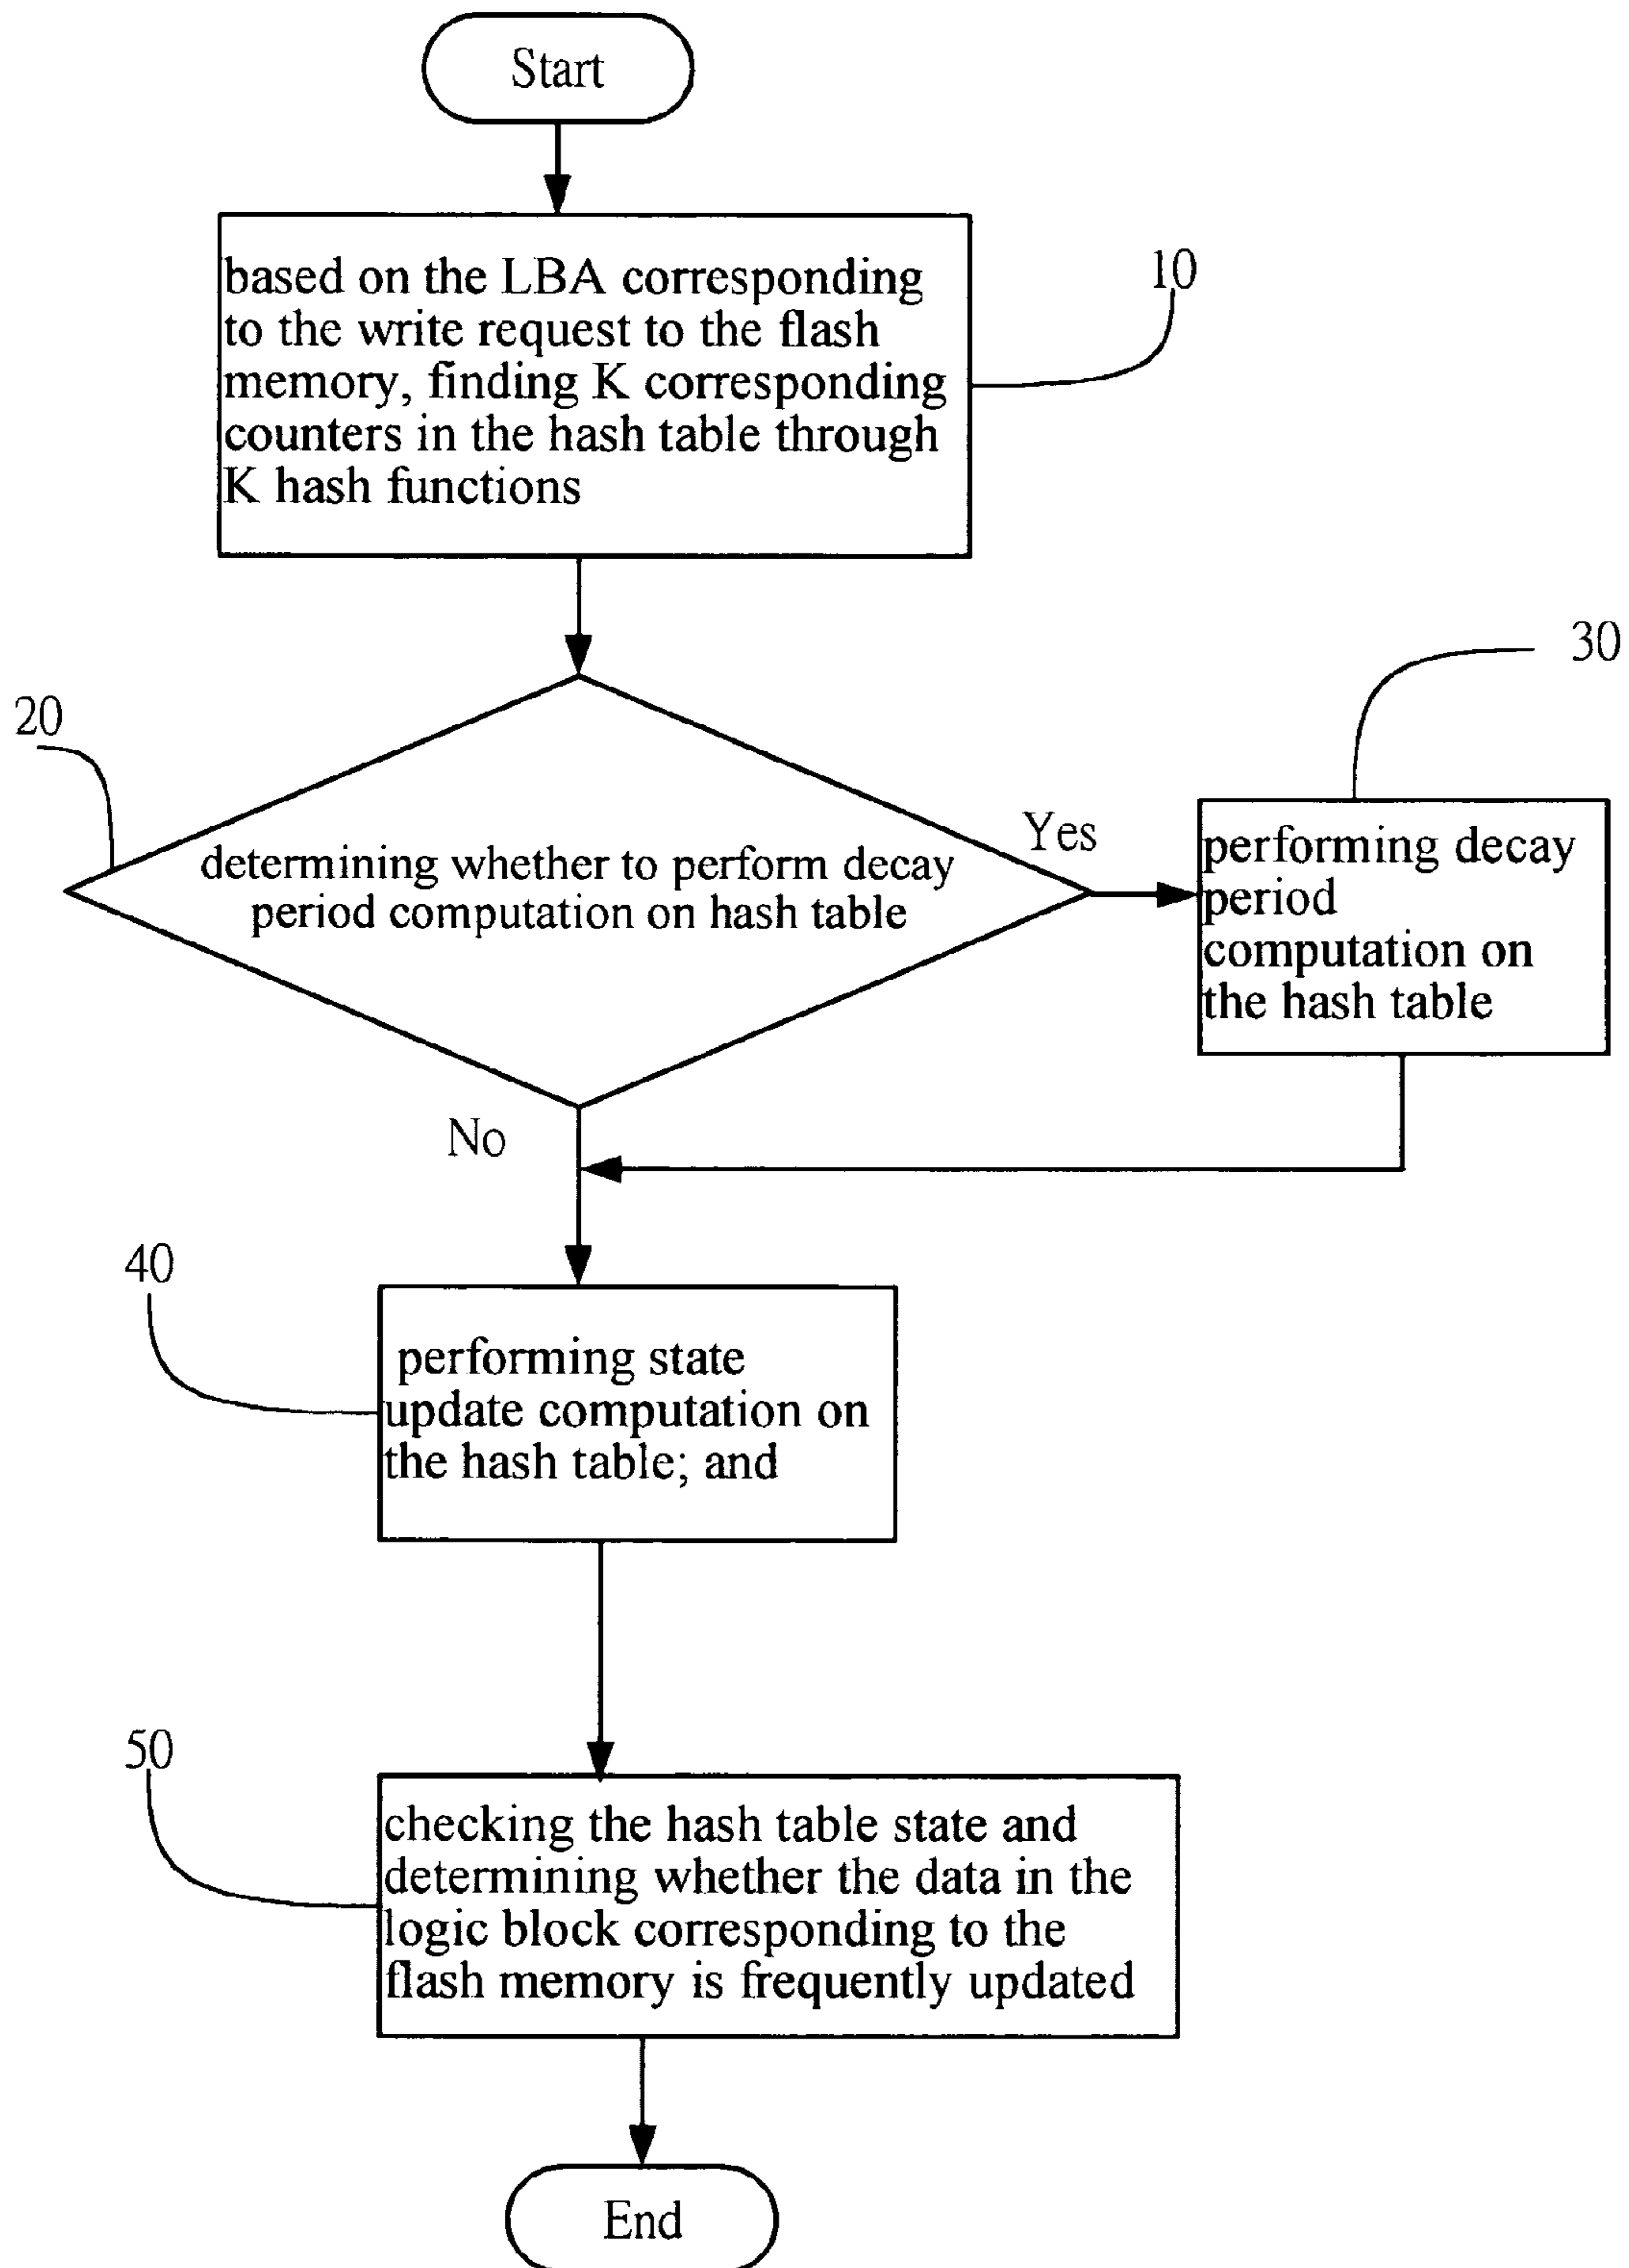 Start
based on the LBA corresponding
to the write request to the flash
memory, finding K corresponding
counters in the hash table through
K hash functions
10
20
determining whether to perform decay
period computation on hash table
Yes
30
performing decay
period
computation on
the hash table
No
40
performing state
update computation on
the hash table; and
50
checking the hash table state and
determining whether the data in the
logic block corresponding to the
flash memory is frequently updated
End